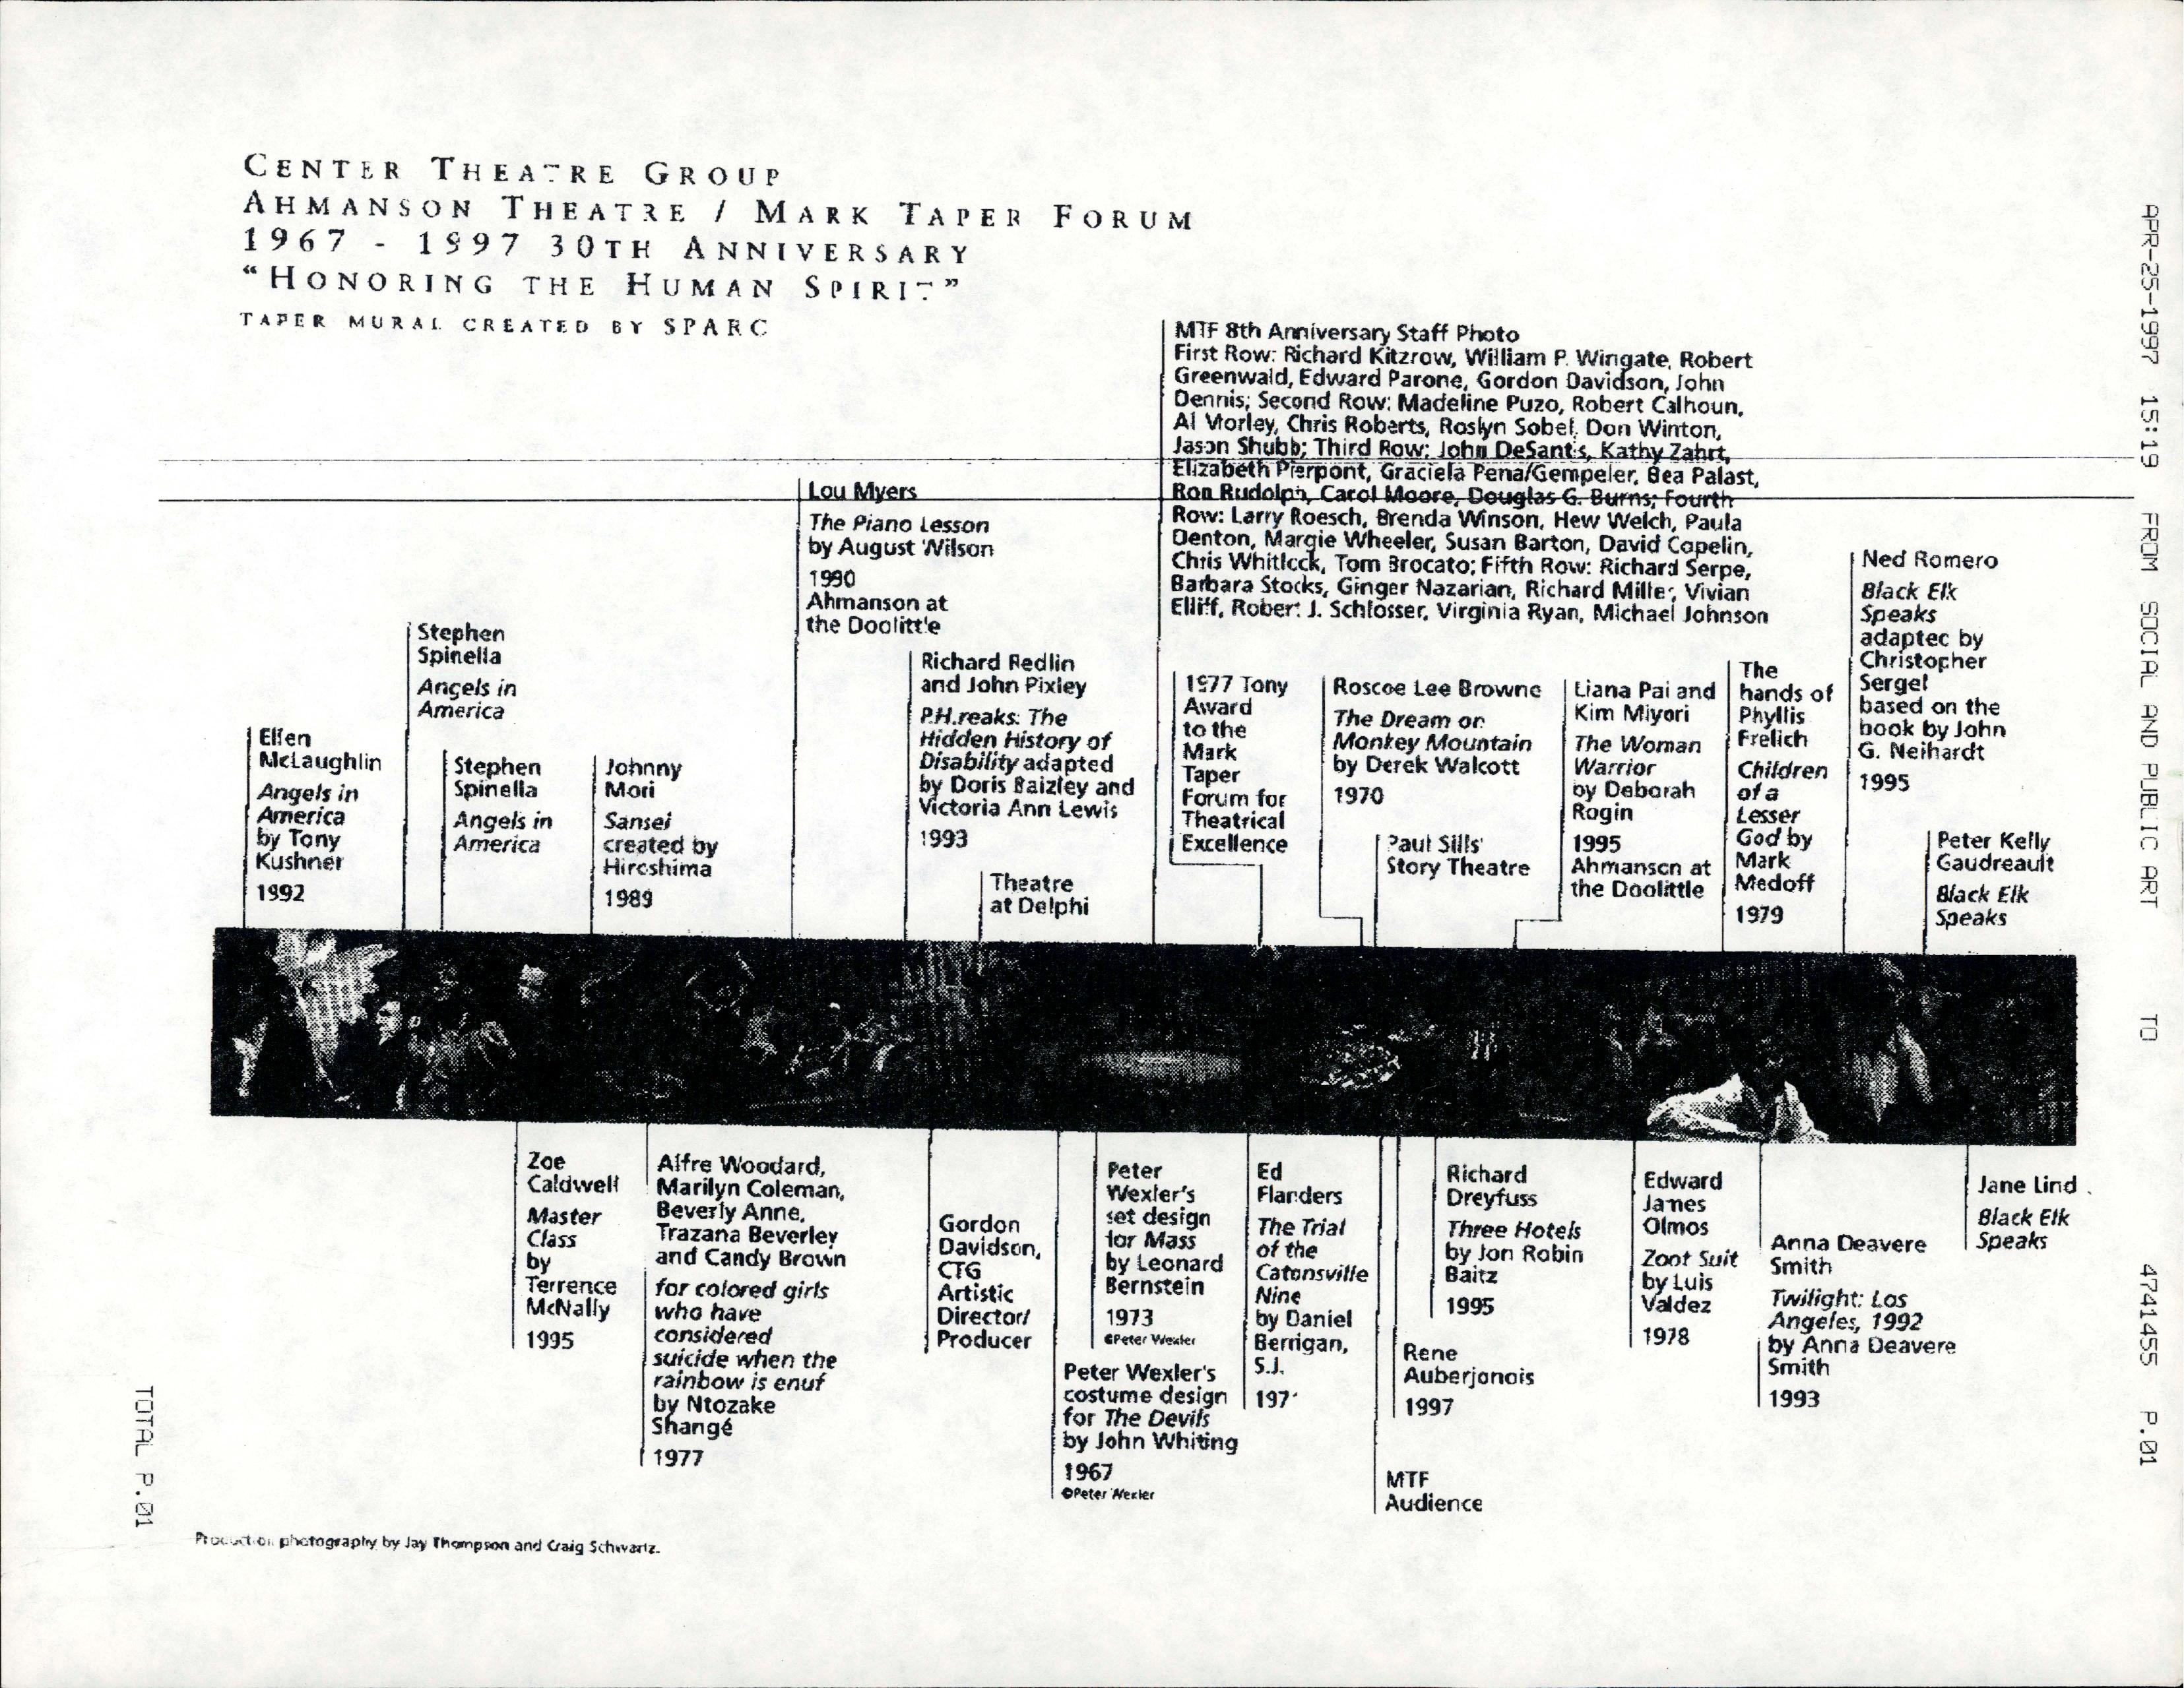 CENTER THEATRE GROUP
AHMANSON THEATRE / MARK TAPER FORUM
1967 - 1997 30TH ANNIVERSARY
"HONORING THE HUMAN SPIRIT"
TAPER MURAL CREATED BY SPARC
MTF 8th Anniversary Staff Photo
First Row: Richard Kitzrow, William P. Wingate, Robert
Greenwald, Edward Parone, Gordon Davidson, John
Dennis; Second Row: Madeline Puzo, Robert Calhoun,
Al Morley, Chris Roberts, Roslyn Sobel, Don Winton,
Jason Shubb; Third Row: John DeSantis, Kathy Zahrt,
Elizabeth Pierpont, Graciela Pena/Gempeler, Bea Palast,
Ron Rudolph, Carol Moore, Douglas G. Burns; Fourth
Row: Larry Roesch, Brenda Winson, Hew Welch, Paula
Denton, Margie Wheeler, Susan Barton, David Copelin,
Chris Whitlock, Tom Brocato; Fifth Row: Richard Serpe,
Barbara Stocks, Ginger Nazarian, Richard Miller, Vivian
Elliff, Robert J. Schlosser, Virginia Ryan, Michael Johnson
Ellen
McLaughlin
Angels in
America
by Tony
Kushner
1992
Stephen
Spinella
Angels in
America
Stephen
Spinella
Angels in
America
Johnny
Mori
Sansei
created by
Hiroshima
1989
Lou Myers
The Piano Lesson
by August Wilson
1990
Ahmanson at
the Doolittle
Richard Redlin
and John Pixley
P.H.reaks: The
Hidden History of
Disability adapted
by Doris Baizley and
Victoria Ann Lewis
1993
Theatre
at Delphi
1977 Tony
Award
to the
Mark
Taper
Forum for
Theatrical
Excellence
Roscoe Lee Browne
The Dream on
Monkey Mountain
by Derek Walcott
1970
Paul Sills'
Story Theatre
Liana Pai and
Kim Miyori
The Woman
Warrior
by Deborah
Rogin
1995
Ahmanson at
the Doolittle
The
hands of
Phyllis
Frelich
Children
of a
Lesser
God by
Mark
Medoff
1979
Ned Romero
Black Elk
Speaks
adapted by
Christopher
Sergel
based on the
book by John
G. Neihardt
1995
Peter Kelly
Gaudreault
Black Elk
Speaks
Zoe
Caldwell
Master
Class
by
Terrence
McNally
1995
Alfre Woodard,
Marilyn Coleman,
Beverly Anne,
Trazana Beverley
and Candy Brown
for colored girls
who have
considered
suicide when the
rainbow is enuf
by Ntozake
Shangé
1977
Gordon
Davidson,
CTG
Artistic
Director/
Producer
Peter
Wexler's
set design
for Mass
by Leonard
Bernstein
1973
©Peter Wexler
Peter Wexler's
costume design
for The Devils
by John Whiting
1967
©Peter Wexler
Ed
Flanders
The Trial
of the
Catonsville
Nine
by Daniel
Berrigan,
S.J.
Richard
Dreyfuss
Three Hotels
by Jon Robin
Baitz
1995
Rene
Auberjonois
1997
MTF
Audience
Edward
James
Olmos
Zoot Suit
by Luis
Valdez
1978
Anna Deavere
Smith
Twilight: Los
Angeles, 1992
by Anna Deavere
Smith
1993
Jane Lind
Black Elk
Speaks
Production photography by Jay Thompson and Craig Schwartz.
APR-25-1997 15:19 FROM SOCIAL AND PUBLIC ART TO 4741455 P.01
TOTAL P.01